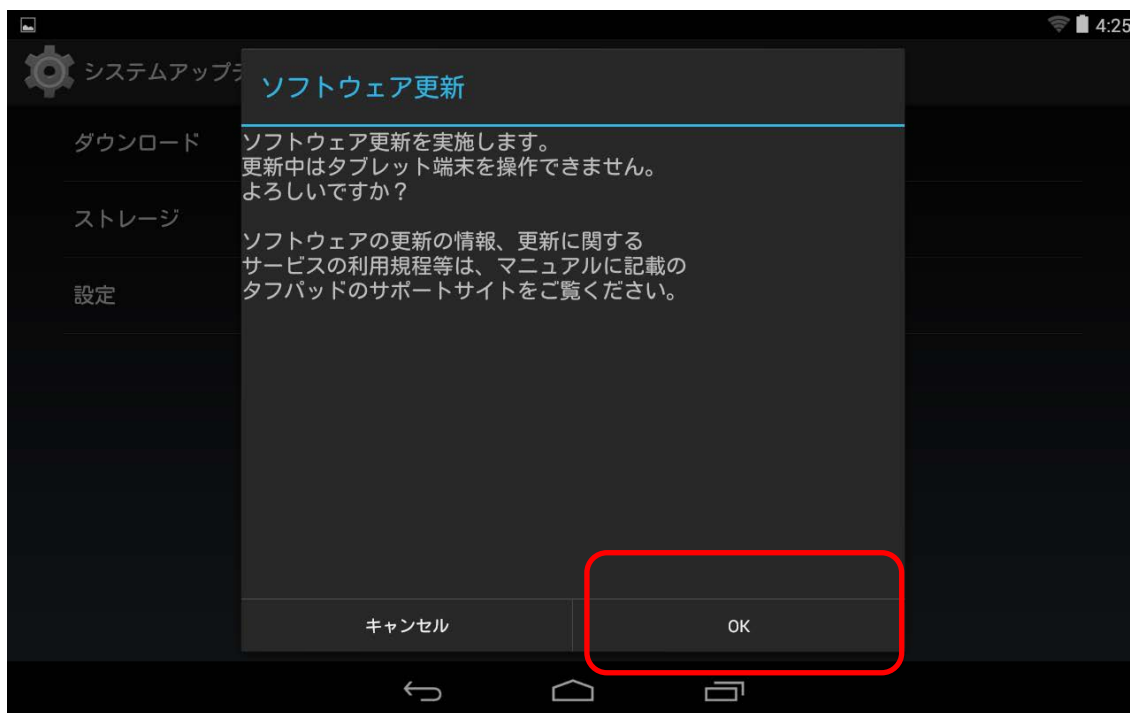 4:25
システムアップデ
ソフトウェア更新
ダウンロード
ストレージ
設定
ソフトウェア更新を実施します。
更新中はタブレット端末を操作できません。
よろしいですか？
ソフトウェアの更新の情報、更新に関する
サービスの利用規程等は、マニュアルに記載の
タフパッドのサポートサイトをご覧ください。
キャンセル
OK